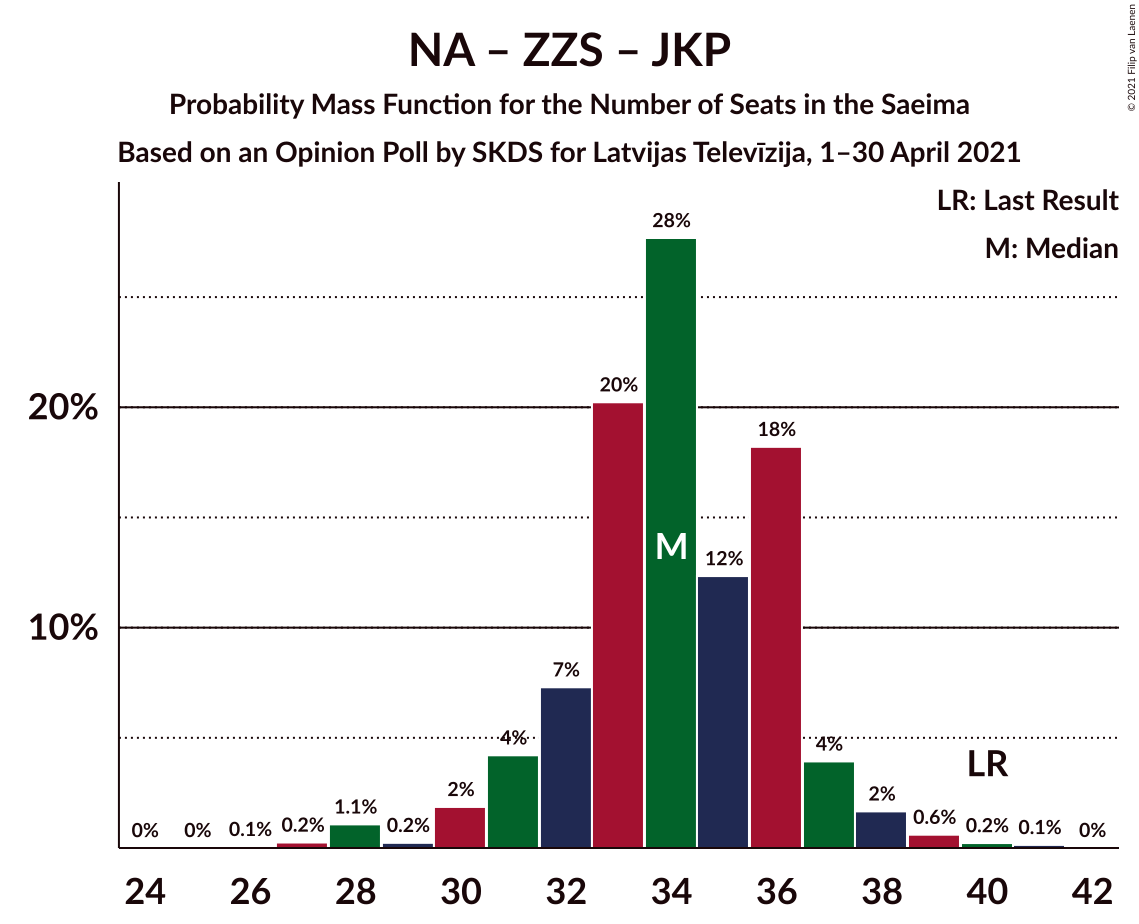 NA – ZZS – JKP
Probability Mass Function for the Number of Seats in the Saeima
Based on an Opinion Poll by SKDS for Latvijas Televīzija, 1–30 April 2021
© 2021 Filip van Laenen
LR: Last Result
M: Median
28%
20%
20%
18%
M
12%
10%
7%
4%
4%
LR
2%
2%
1.1%
0.6%
0% 0% 0.1% 0.2% 0.2% 0.2% 0.1% 0%
24 26 28 30 32 34 36 38 40 42